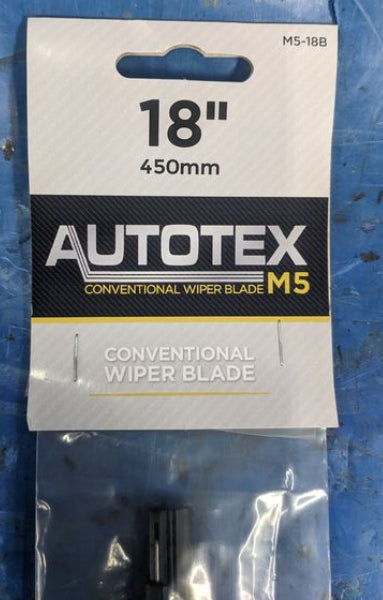 M5-18B
18"
450mm
AUTOTEX
CONVENTIONAL WIPER BLADE M5
CONVENTIONAL
WIPER BLADE